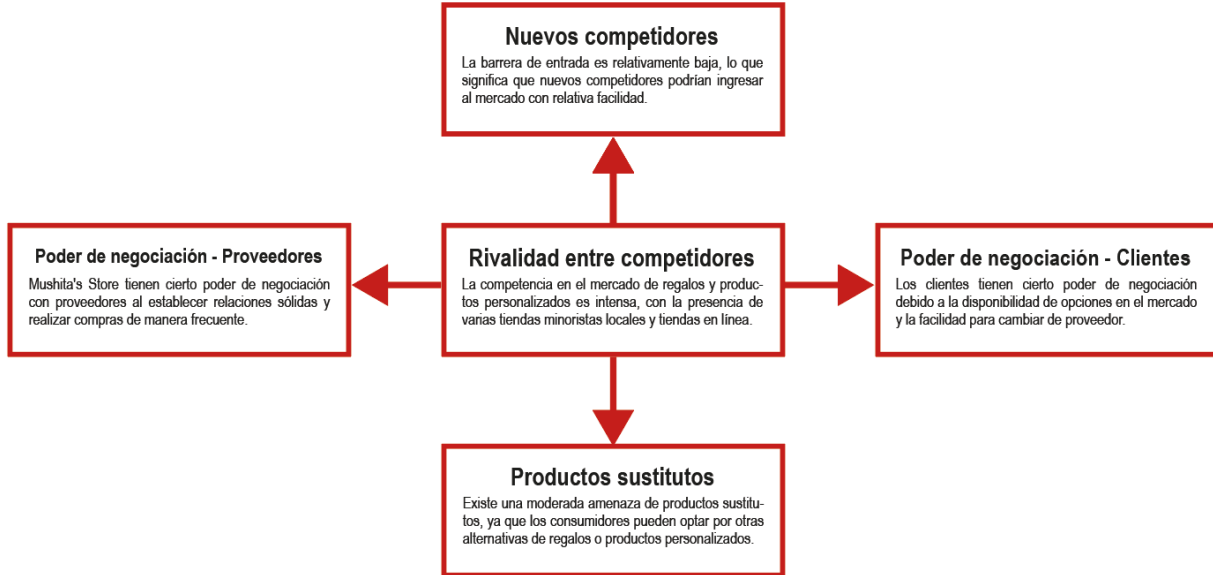 Nuevos competidores
La barrera de entrada es relativamente baja, lo que
significa que nuevos competidores podrían ingresar
al mercado con relativa facilidad.
Poder de negociación - Proveedores
Mushita's Store tienen cierto poder de negociación
con proveedores al establecer relaciones sólidas y
realizar compras de manera frecuente.
Rivalidad entre competidores
La competencia en el mercado de regalos y produc-
tos personalizados es intensa, con la presencia de
varias tiendas minoristas locales y tiendas en línea.
Poder de negociación - Clientes
Los clientes tienen cierto poder de negociación
debido a la disponibilidad de opciones en el mercado
y la facilidad para cambiar de proveedor.
Productos sustitutos
Existe una moderada amenaza de productos sustitu-
tos, ya que los consumidores pueden optar por otras
alternativas de regalos o productos personalizados.